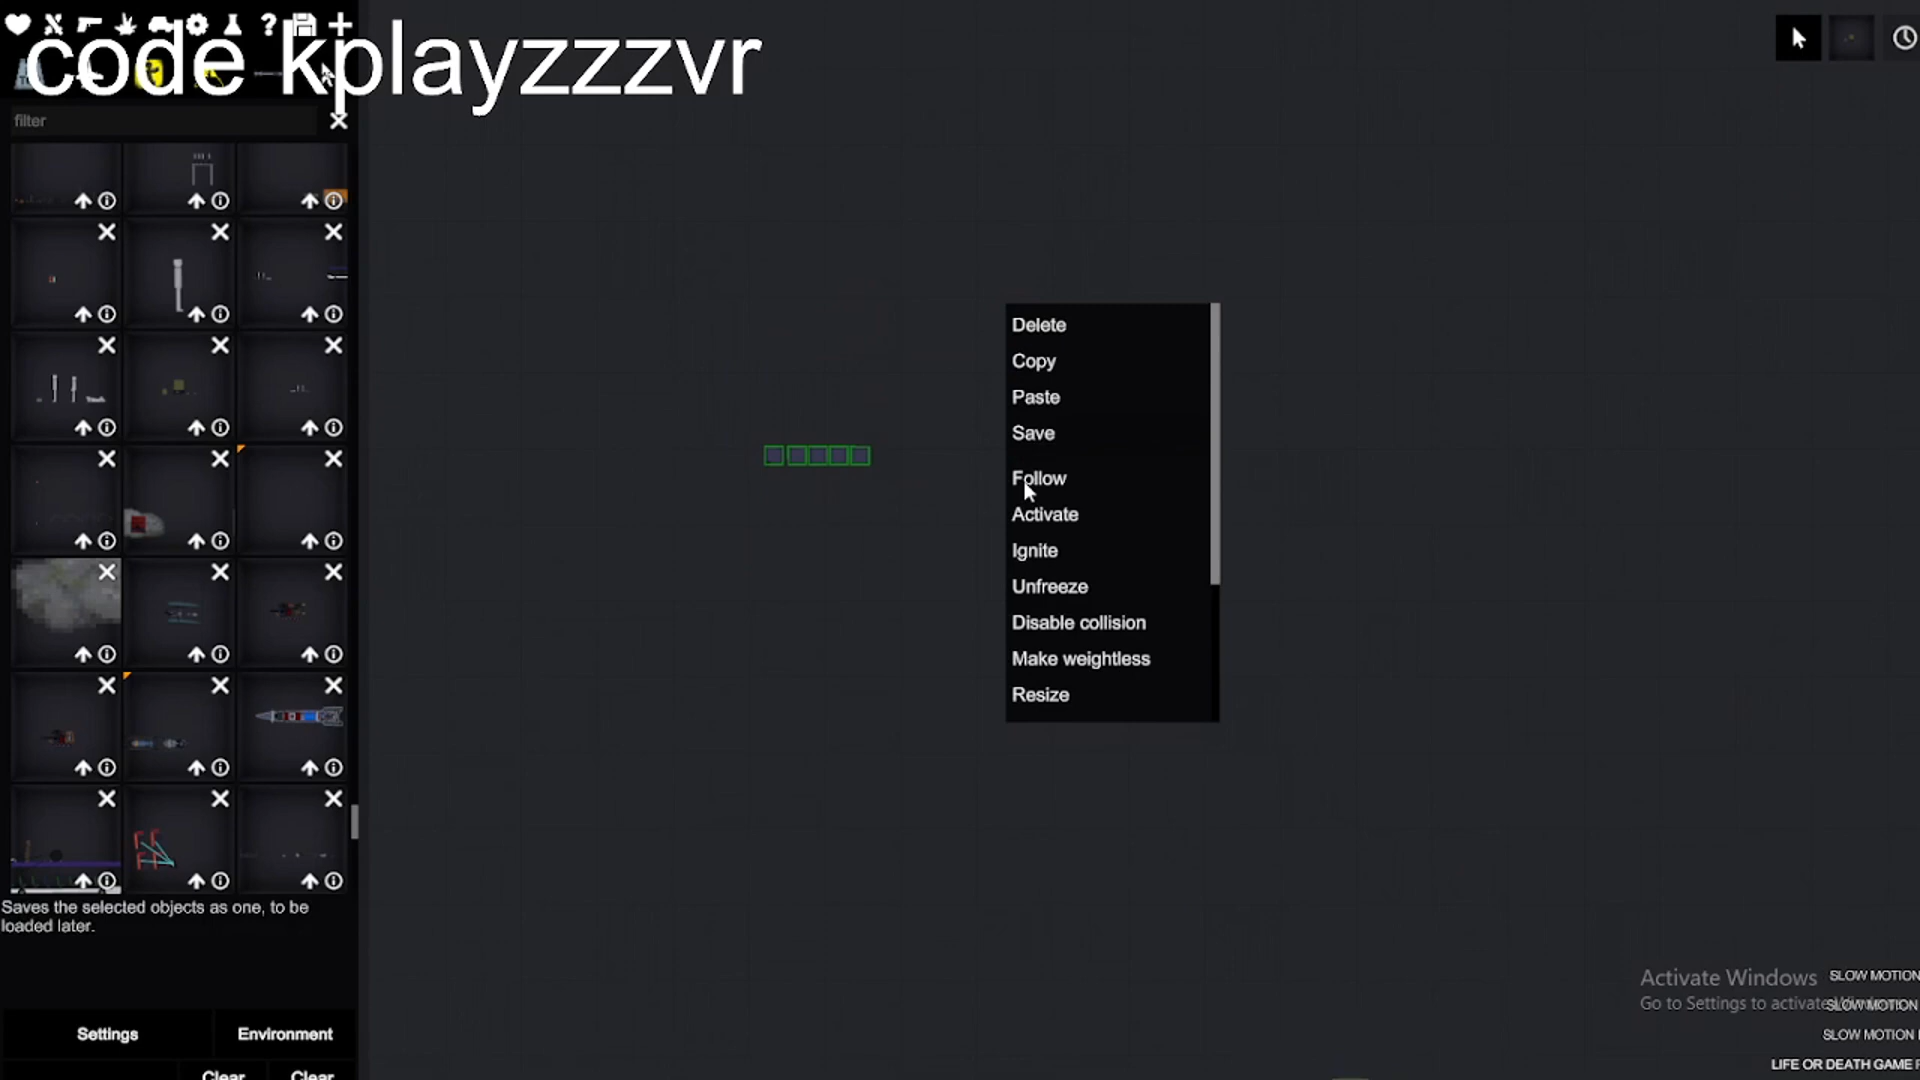 code kplayzzzvr
filter
Delete
Copy
Paste
Save
Follow
Activate
Ignite
Unfreeze
Disable collision
Make weightless
Resize
Saves the selected objects as one, to be
loaded later.
Settings
Environment
Clear
Clear
Activate Windows
Go to Settings to activate Windows.
SLOW MOTION
SLOW MOTION
SLOW MOTION
LIFE OR DEATH GAME